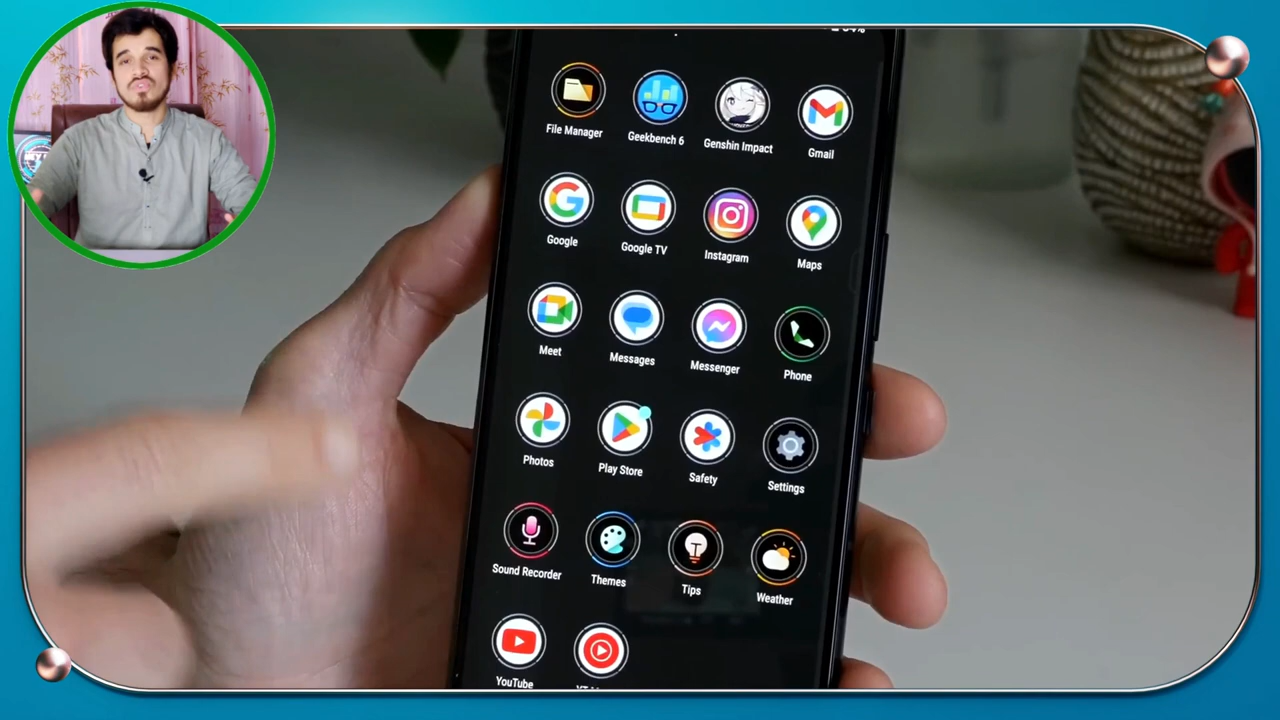 File Manager
Geekbench 6
Genshin Impact
Gmail
Google
Google TV
Instagram
Maps
Meet
Messages
Messenger
Phone
Photos
Play Store
Safety
Settings
Sound Recorder
Themes
Tips
Weather
YouTube